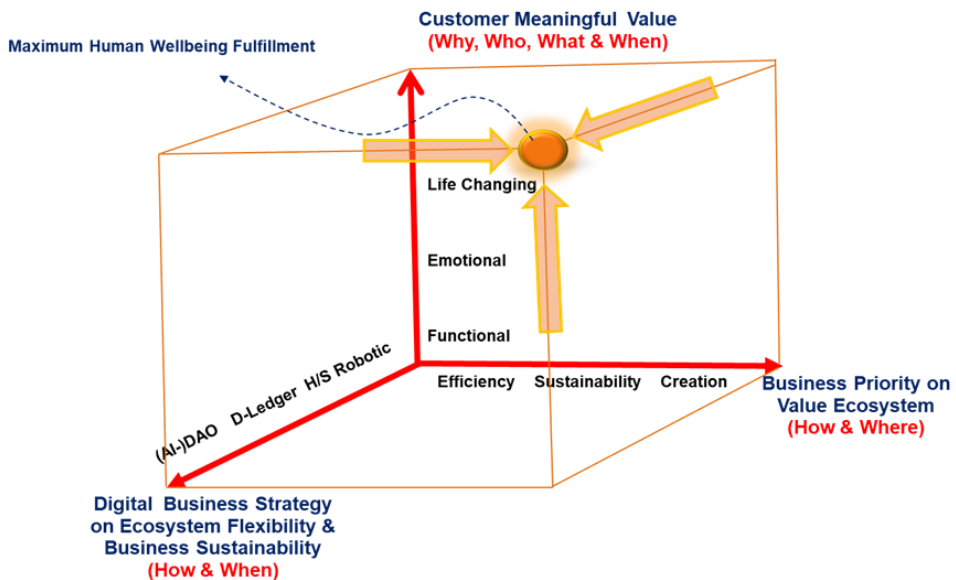 Customer Meaningful Value
(Why, Who, What & When)
Maximum Human Wellbeing Fulfillment
Life Changing
Emotional
Functional
(AI-)DAO D-Ledger H/S Robotic
Efficiency Sustainability Creation
Business Priority on
Value Ecosystem
(How & Where)
Digital Business Strategy
on Ecosystem Flexibility &
Business Sustainability
(How & When)